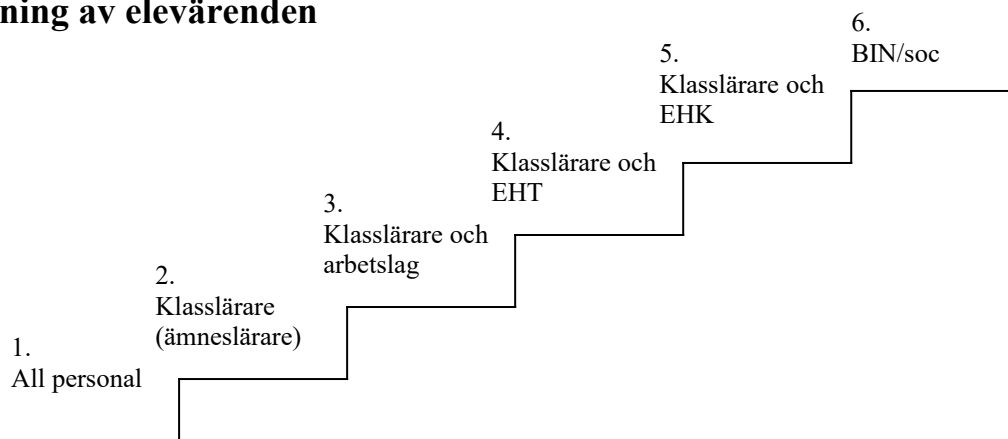 ning av elevärenden
6.
BIN/soc
5.
Klasslärare och
EHK
4.
Klasslärare och
EHT
3.
Klasslärare och
arbetslag
2.
Klasslärare
(ämneslärare)
1.
All personal